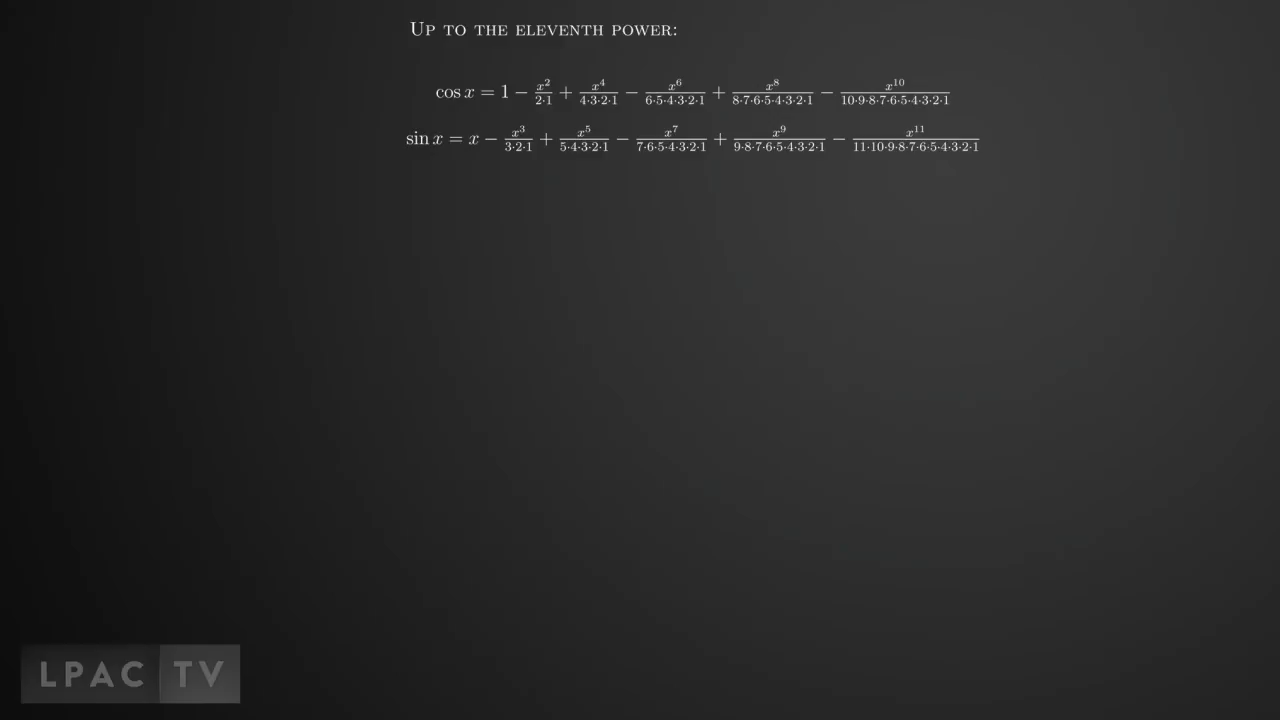 Up to the eleventh power:
cos x = 1 − x²/2·1 + x⁴/4·3·2·1 − x⁶/6·5·4·3·2·1 + x⁸/8·7·6·5·4·3·2·1 − x¹⁰/10·9·8·7·6·5·4·3·2·1
sin x = x − x³/3·2·1 + x⁵/5·4·3·2·1 − x⁷/7·6·5·4·3·2·1 + x⁹/9·8·7·6·5·4·3·2·1 − x¹¹/11·10·9·8·7·6·5·4·3·2·1
LPAC TV